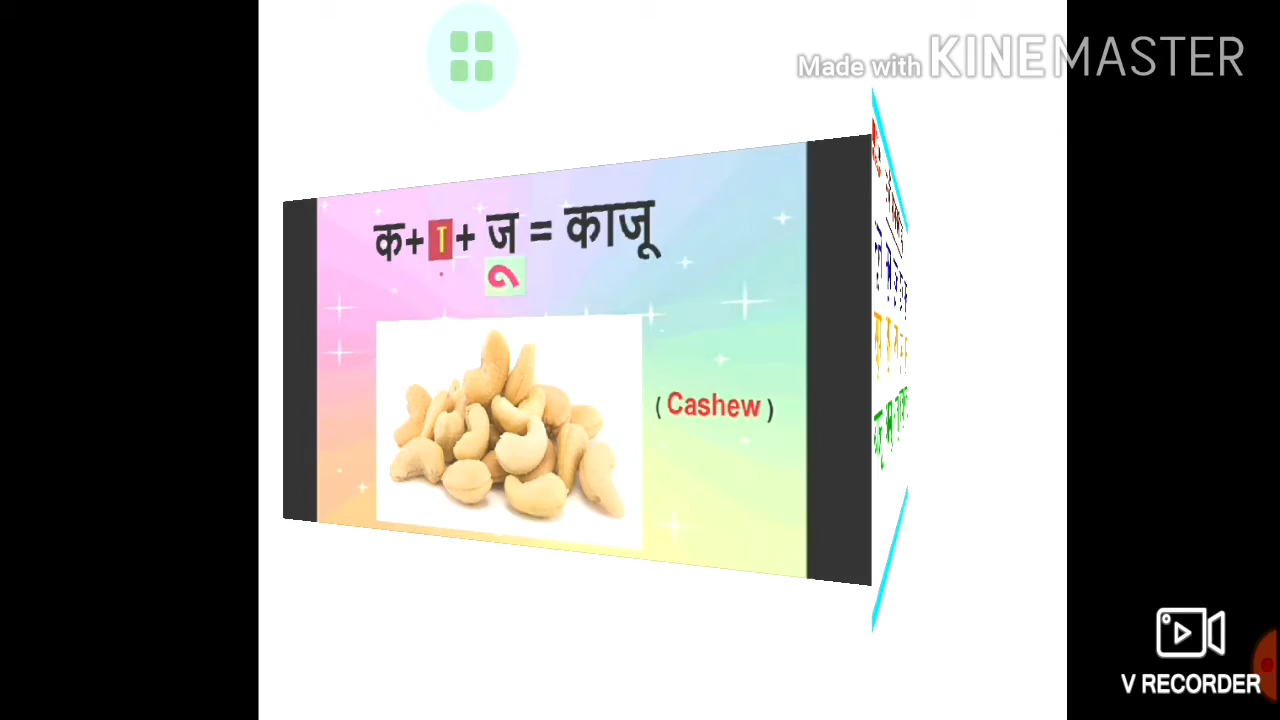 Made with KINEMASTER
क+ ा + जु = काजू
ू
( Cashew )
V RECORDER